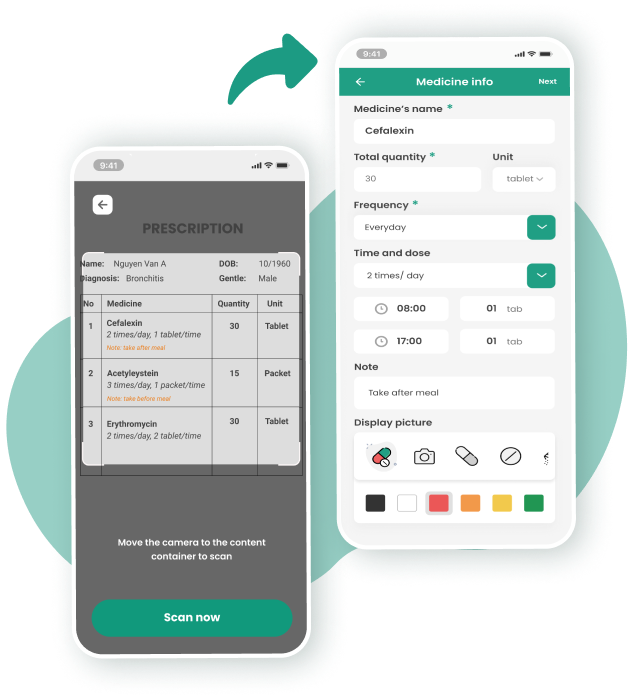 9:41
PRESCRIPTION
Name: Nguyen Van A DOB: 10/1960
Diagnosis: Bronchitis Gentle: Male
No Medicine Quantity Unit
1 Cefalexin 30 Tablet
2 times/day, 1 tablet/time
Note: take after meal
2 Acetyleystein 15 Packet
3 times/day, 1 packet/time
Note: take before meal
3 Erythromycin 30 Tablet
2 times/day, 2 tablet/time
Move the camera to the content
container to scan
Scan now
9:41
Medicine info Next
Medicine's name *
Cefalexin
Total quantity * Unit
30 tablet
Frequency *
Everyday
Time and dose
2 times/ day
08:00 01 tab
17:00 01 tab
Note
Take after meal
Display picture